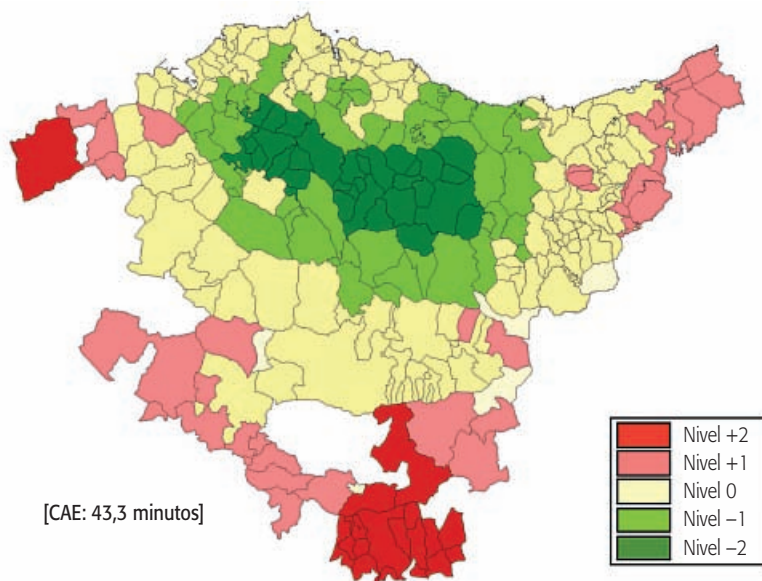 [CAE: 43,3 minutos]
Nivel +2
Nivel +1
Nivel 0
Nivel –1
Nivel –2